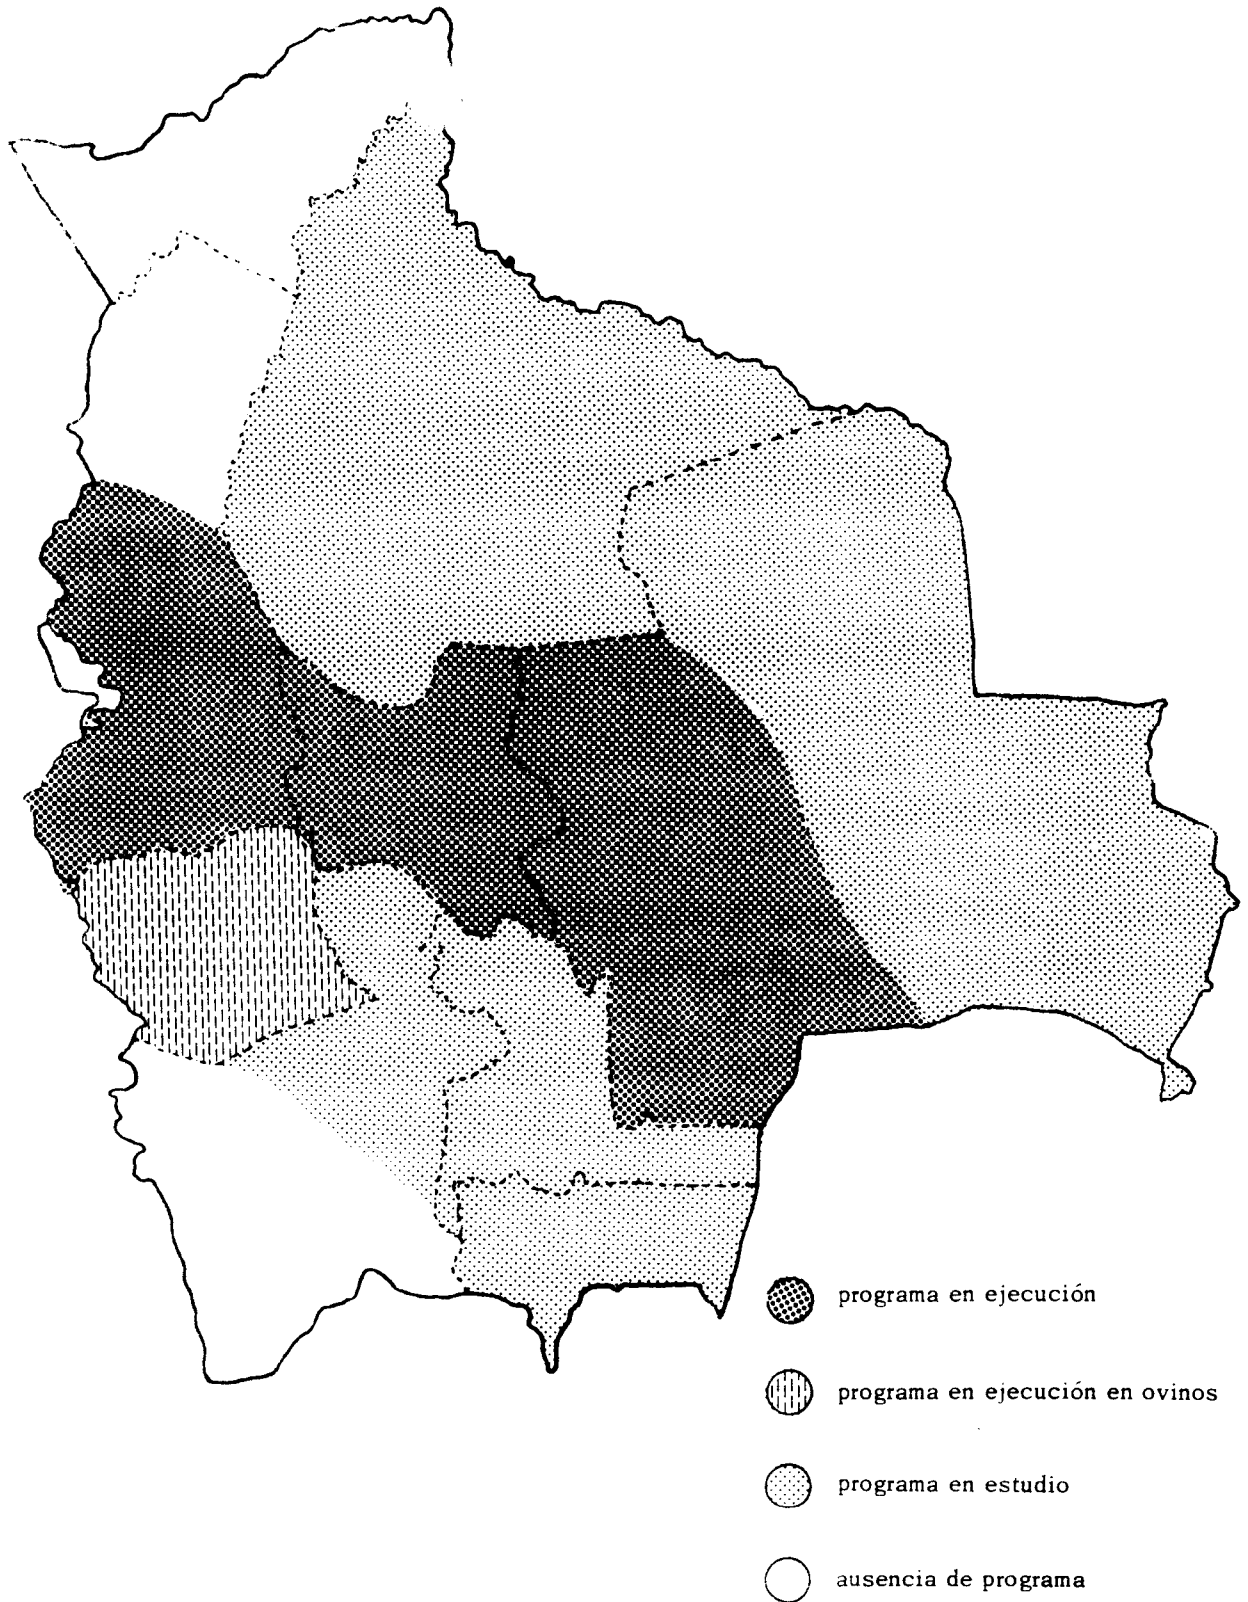 programa en ejecución
programa en ejecución en ovinos
programa en estudio
ausencia de programa